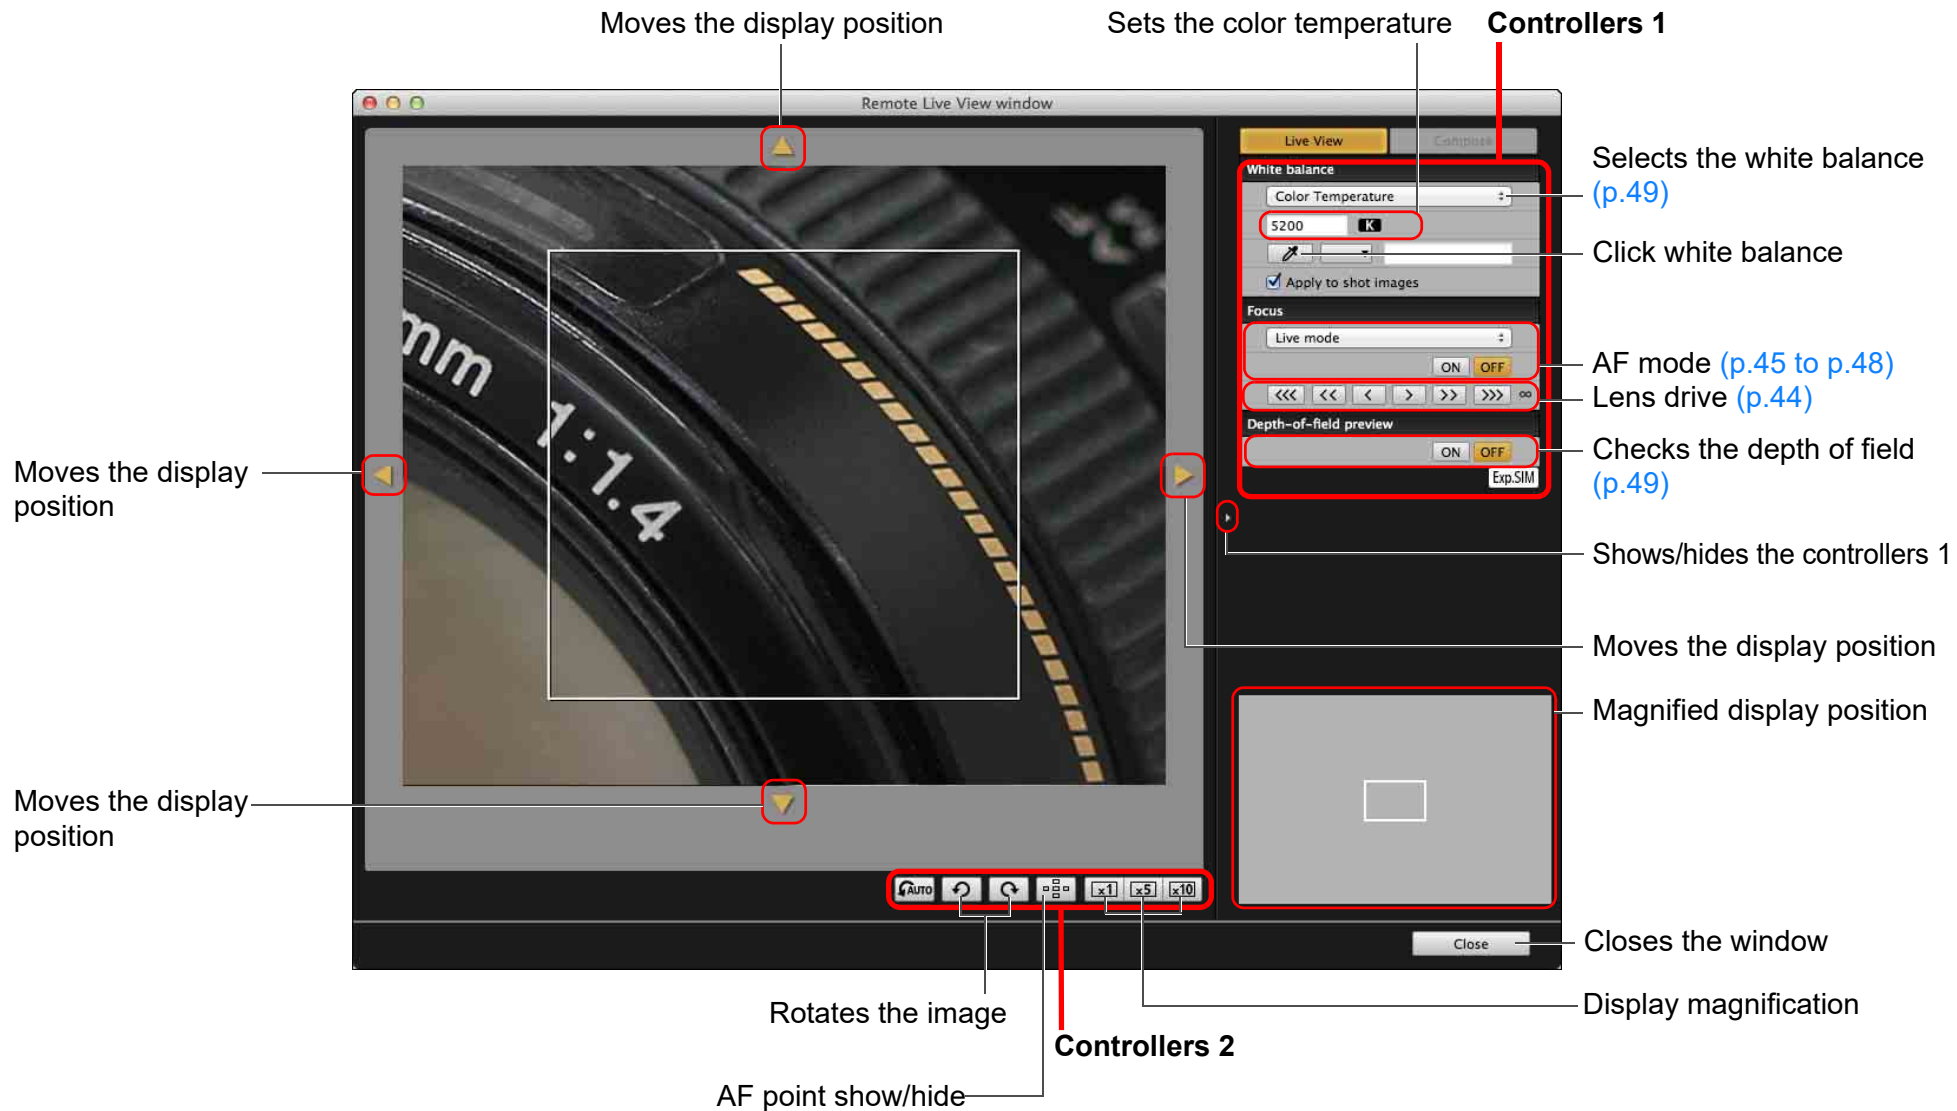 Moves the display position
Sets the color temperature
Controllers 1
Remote Live View window
Live View
Compose
White balance
Selects the white balance
(p.49)
Color Temperature
5200
K
Click white balance
Apply to shot images
Focus
Live mode
ON OFF
AF mode (p.45 to p.48)
<<< << < > >> >>> ∞
Lens drive (p.44)
Depth-of-field preview
ON OFF
Checks the depth of field
(p.49)
Exp.SIM
mm 1:1.4
Moves the display
position
Shows/hides the controllers 1
Moves the display position
Magnified display position
Moves the display
position
AUTO
x1 x5 x10
Close
Closes the window
Rotates the image
Display magnification
Controllers 2
AF point show/hide